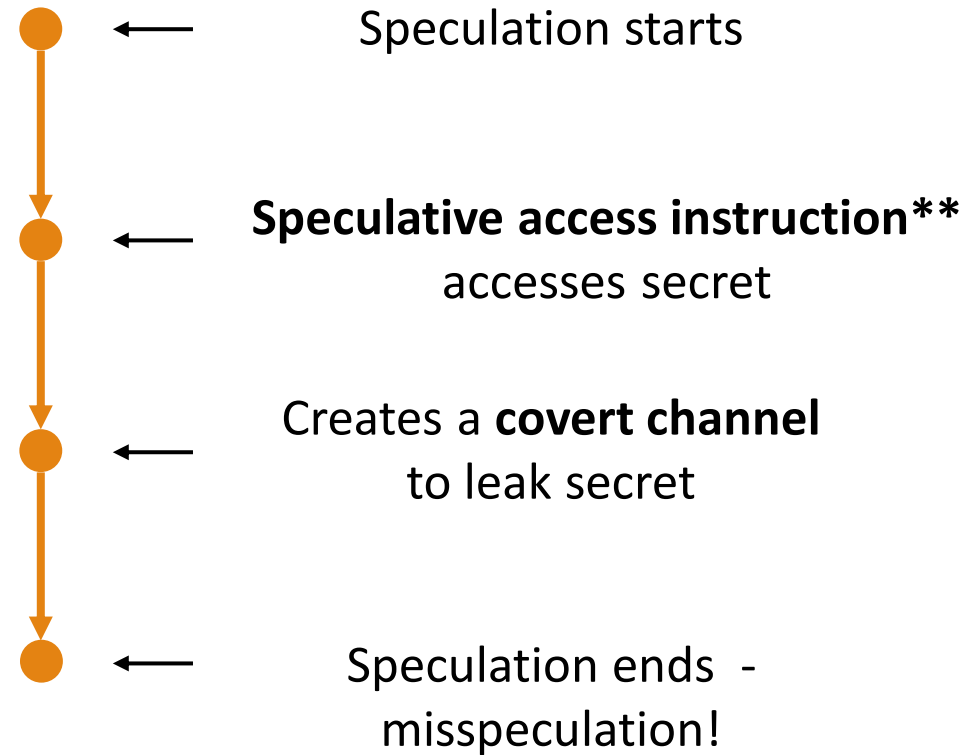 Speculation starts
Speculative access instruction**
accesses secret
Creates a covert channel
to leak secret
Speculation ends -
misspeculation!